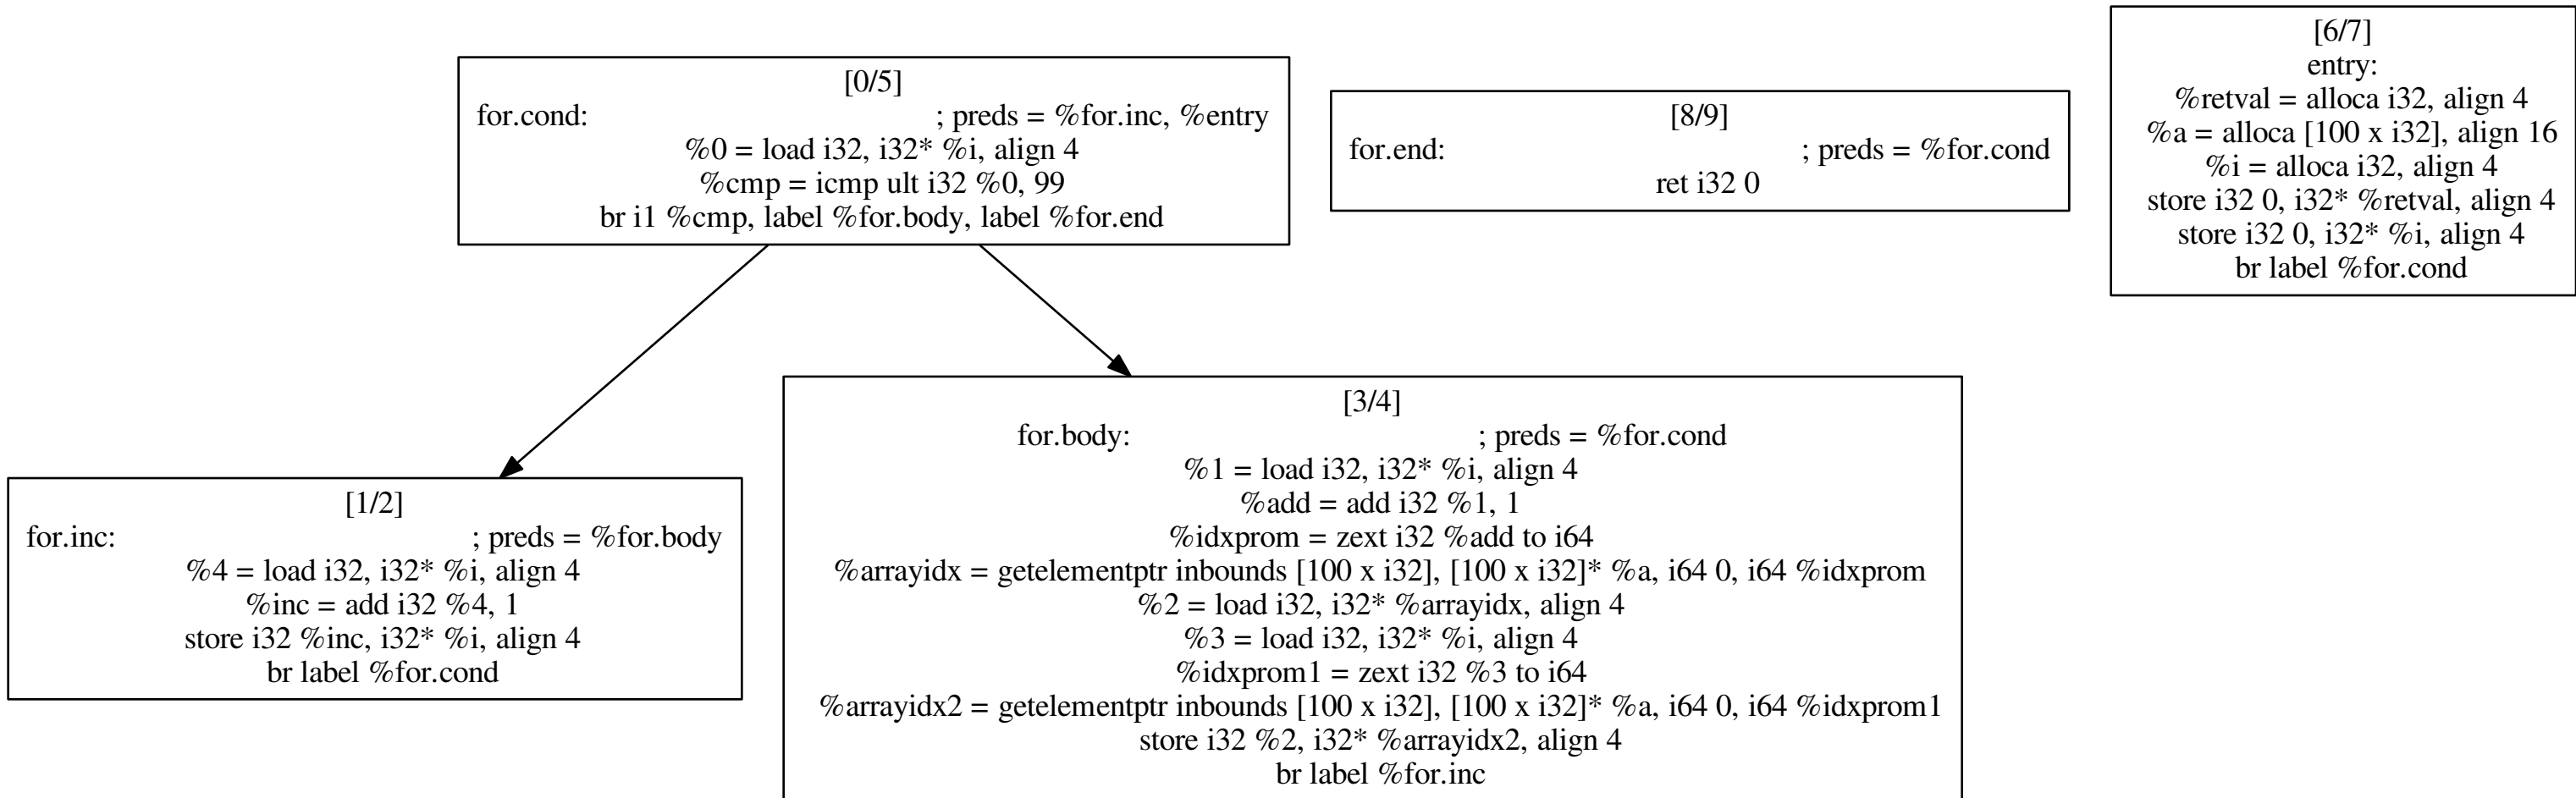 [0/5]
for.cond: ; preds = %for.inc, %entry
%0 = load i32, i32* %i, align 4
%cmp = icmp ult i32 %0, 99
br i1 %cmp, label %for.body, label %for.end
[8/9]
for.end: ; preds = %for.cond
ret i32 0
[6/7]
entry:
%retval = alloca i32, align 4
%a = alloca [100 x i32], align 16
%i = alloca i32, align 4
store i32 0, i32* %retval, align 4
store i32 0, i32* %i, align 4
br label %for.cond
[1/2]
for.inc: ; preds = %for.body
%4 = load i32, i32* %i, align 4
%inc = add i32 %4, 1
store i32 %inc, i32* %i, align 4
br label %for.cond
[3/4]
for.body: ; preds = %for.cond
%1 = load i32, i32* %i, align 4
%add = add i32 %1, 1
%idxprom = zext i32 %add to i64
%arrayidx = getelementptr inbounds [100 x i32], [100 x i32]* %a, i64 0, i64 %idxprom
%2 = load i32, i32* %arrayidx, align 4
%3 = load i32, i32* %i, align 4
%idxprom1 = zext i32 %3 to i64
%arrayidx2 = getelementptr inbounds [100 x i32], [100 x i32]* %a, i64 0, i64 %idxprom1
store i32 %2, i32* %arrayidx2, align 4
br label %for.inc